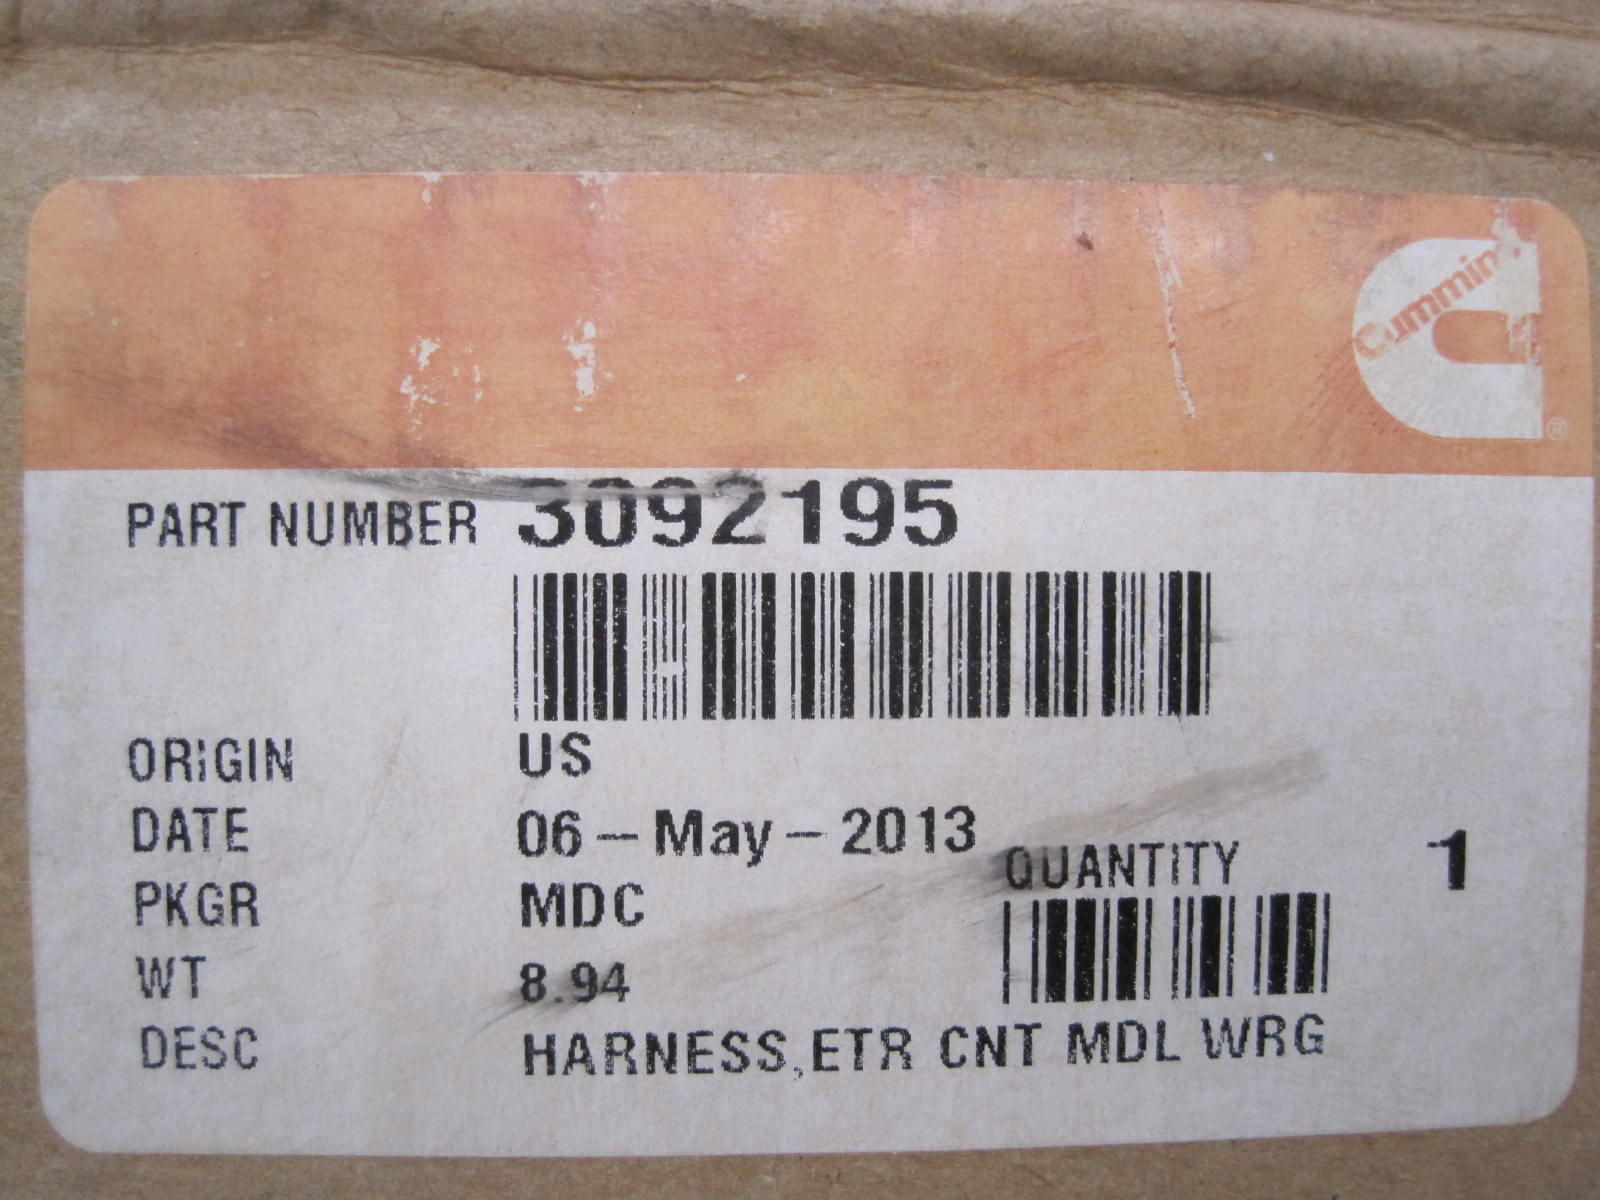 Cummins
®
PART NUMBER 3092195
ORIGIN US
DATE 06-May-2013
QUANTITY 1
PKGR MDC
WT 8.94
DESC HARNESS,ETR CNT MDL WRG